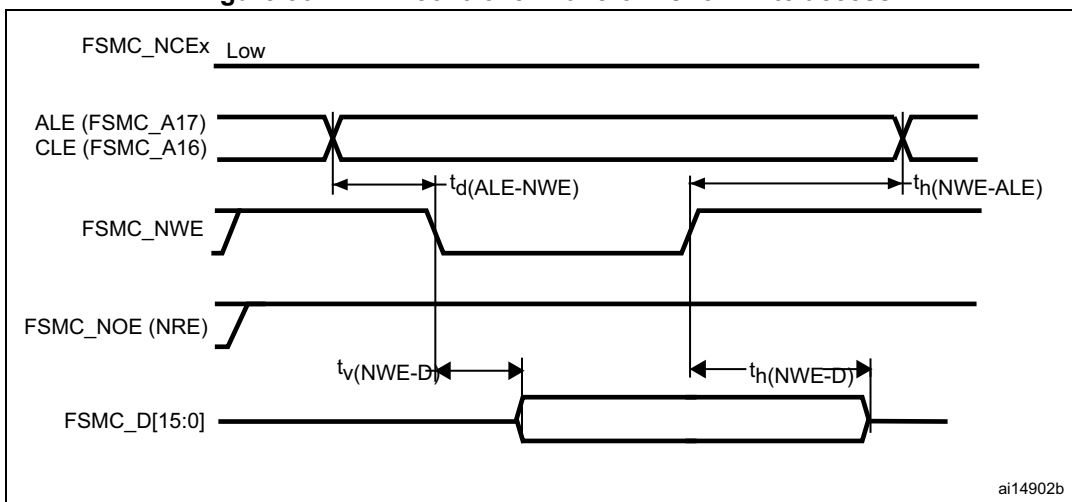 FSMC_NCEx Low
ALE (FSMC_A17)
CLE (FSMC_A16)
td(ALE-NWE)
th(NWE-ALE)
FSMC_NWE
FSMC_NOE (NRE)
tv(NWE-D)
th(NWE-D)
FSMC_D[15:0]
ai14902b